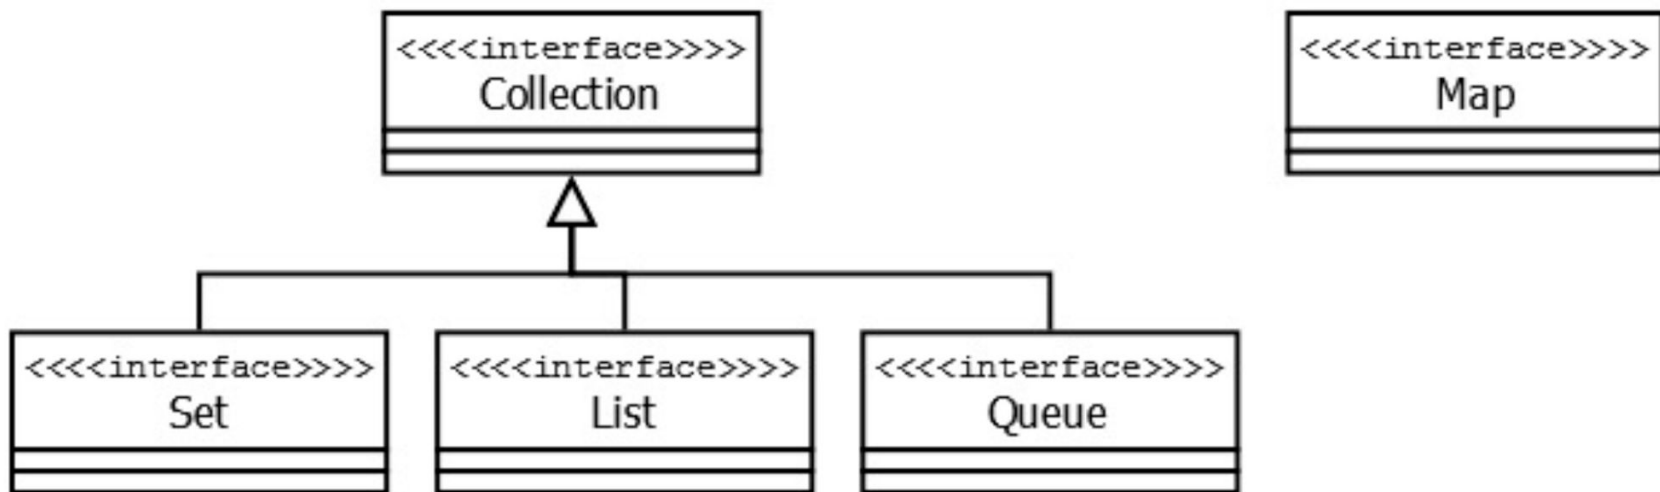 <<<<interface>>>>
Collection
<<<<interface>>>>
Map
<<<<interface>>>>
Set
<<<<interface>>>>
List
<<<<interface>>>>
Queue